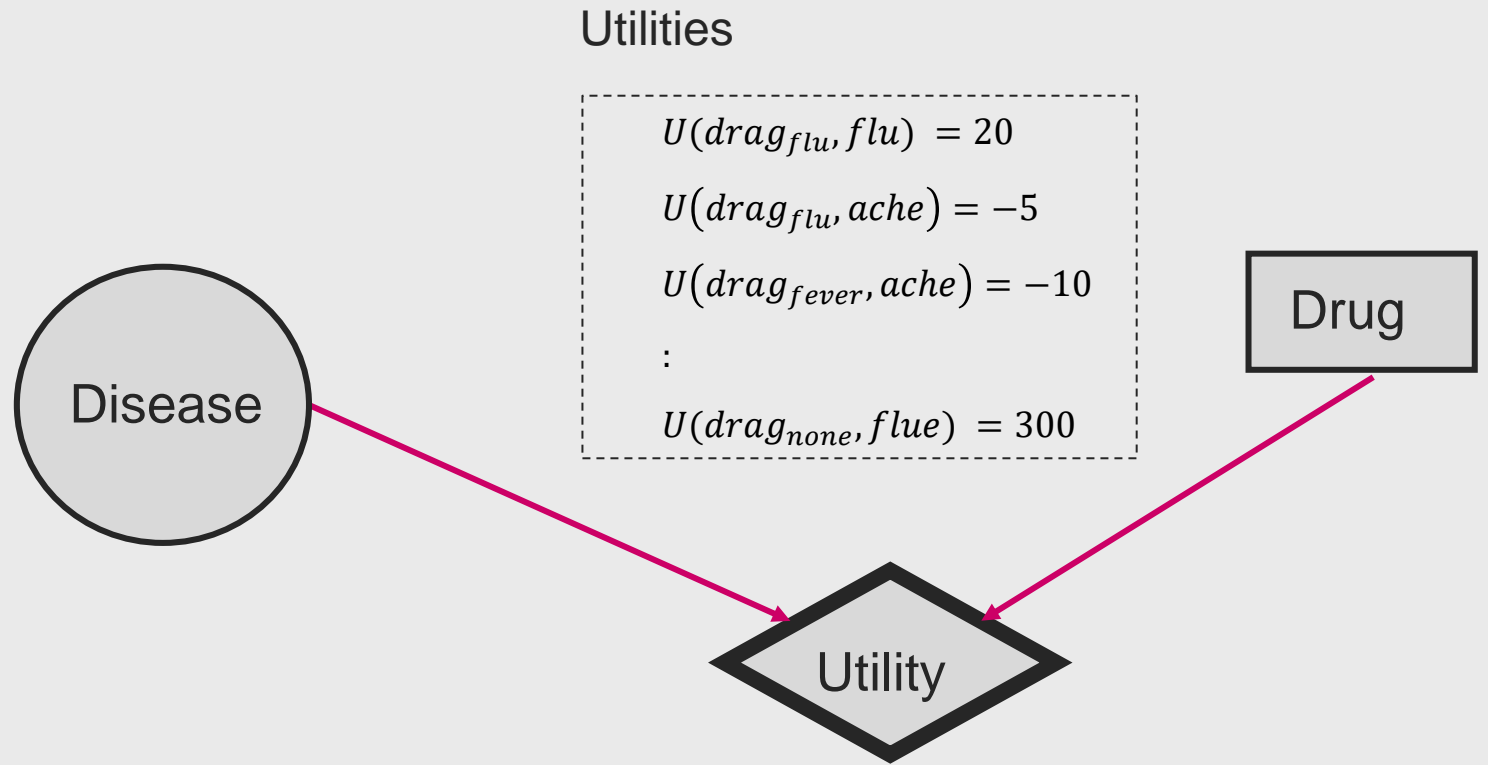 Utilities
U(drag_flu, flu) = 20
U(drag_flu, ache) = −5
U(drag_fever, ache) = −10
:
U(drag_none, flue) = 300
Drug
Disease
Utility